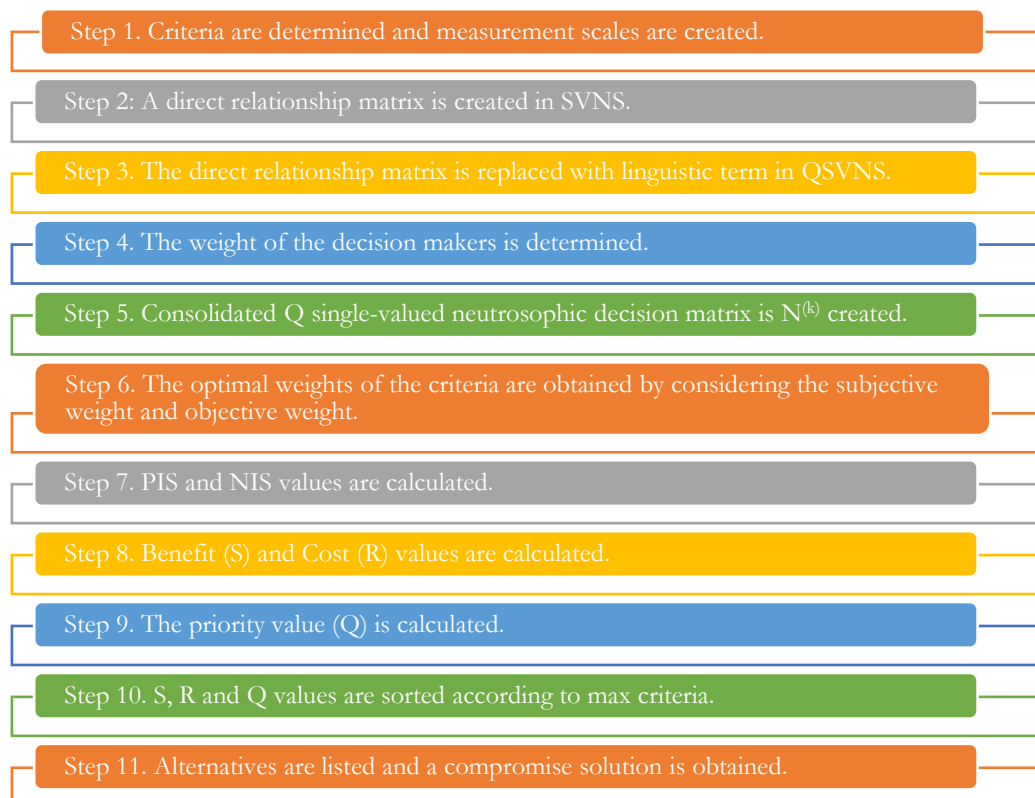 Step 1. Criteria are determined and measurement scales are created.
Step 2: A direct relationship matrix is created in SVNS.
Step 3. The direct relationship matrix is replaced with linguistic term in QSVNS.
Step 4. The weight of the decision makers is determined.
Step 5. Consolidated Q single-valued neutrosophic decision matrix is N⁽ᵏ⁾ created.
Step 6. The optimal weights of the criteria are obtained by considering the subjective
weight and objective weight.
Step 7. PIS and NIS values are calculated.
Step 8. Benefit (S) and Cost (R) values are calculated.
Step 9. The priority value (Q) is calculated.
Step 10. S, R and Q values are sorted according to max criteria.
Step 11. Alternatives are listed and a compromise solution is obtained.